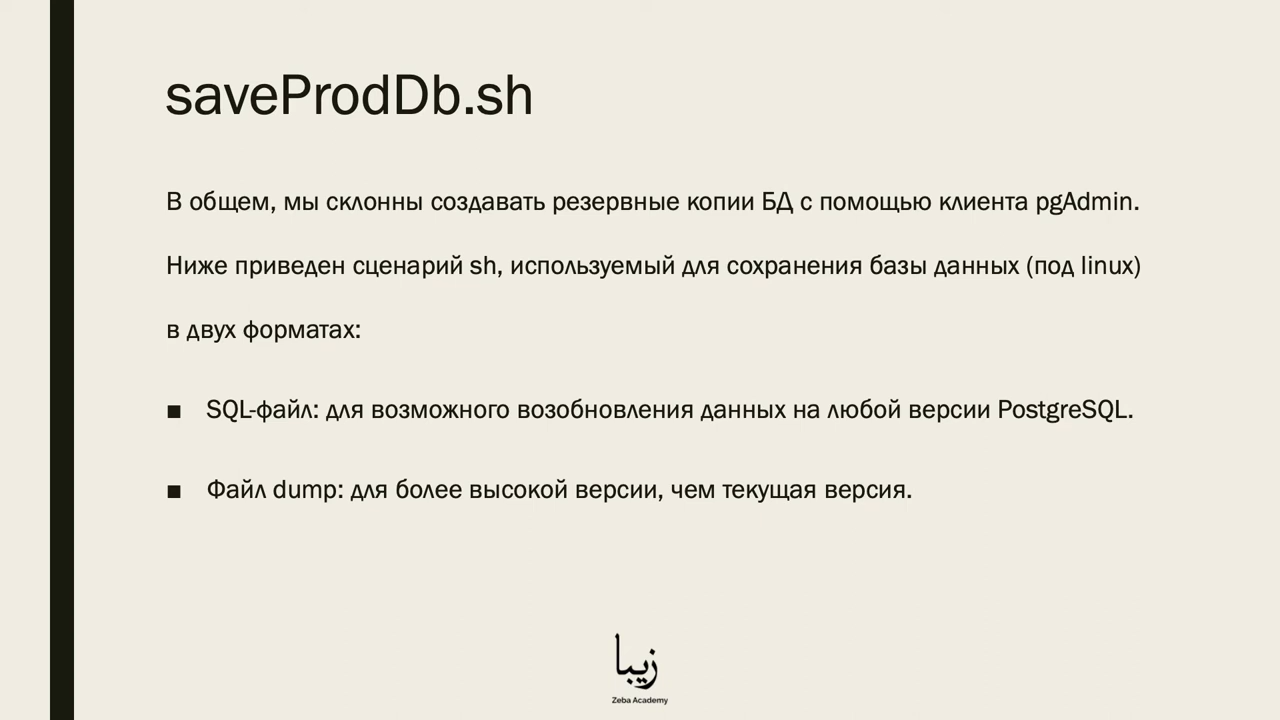 saveProdDb.sh
В общем, мы склонны создавать резервные копии БД с помощью клиента pgAdmin.
Ниже приведен сценарий sh, используемый для сохранения базы данных (под linux)
в двух форматах:
■ SQL-файл: для возможного возобновления данных на любой версии PostgreSQL.
■ Файл dump: для более высокой версии, чем текущая версия.
زيبا
Zeba Academy